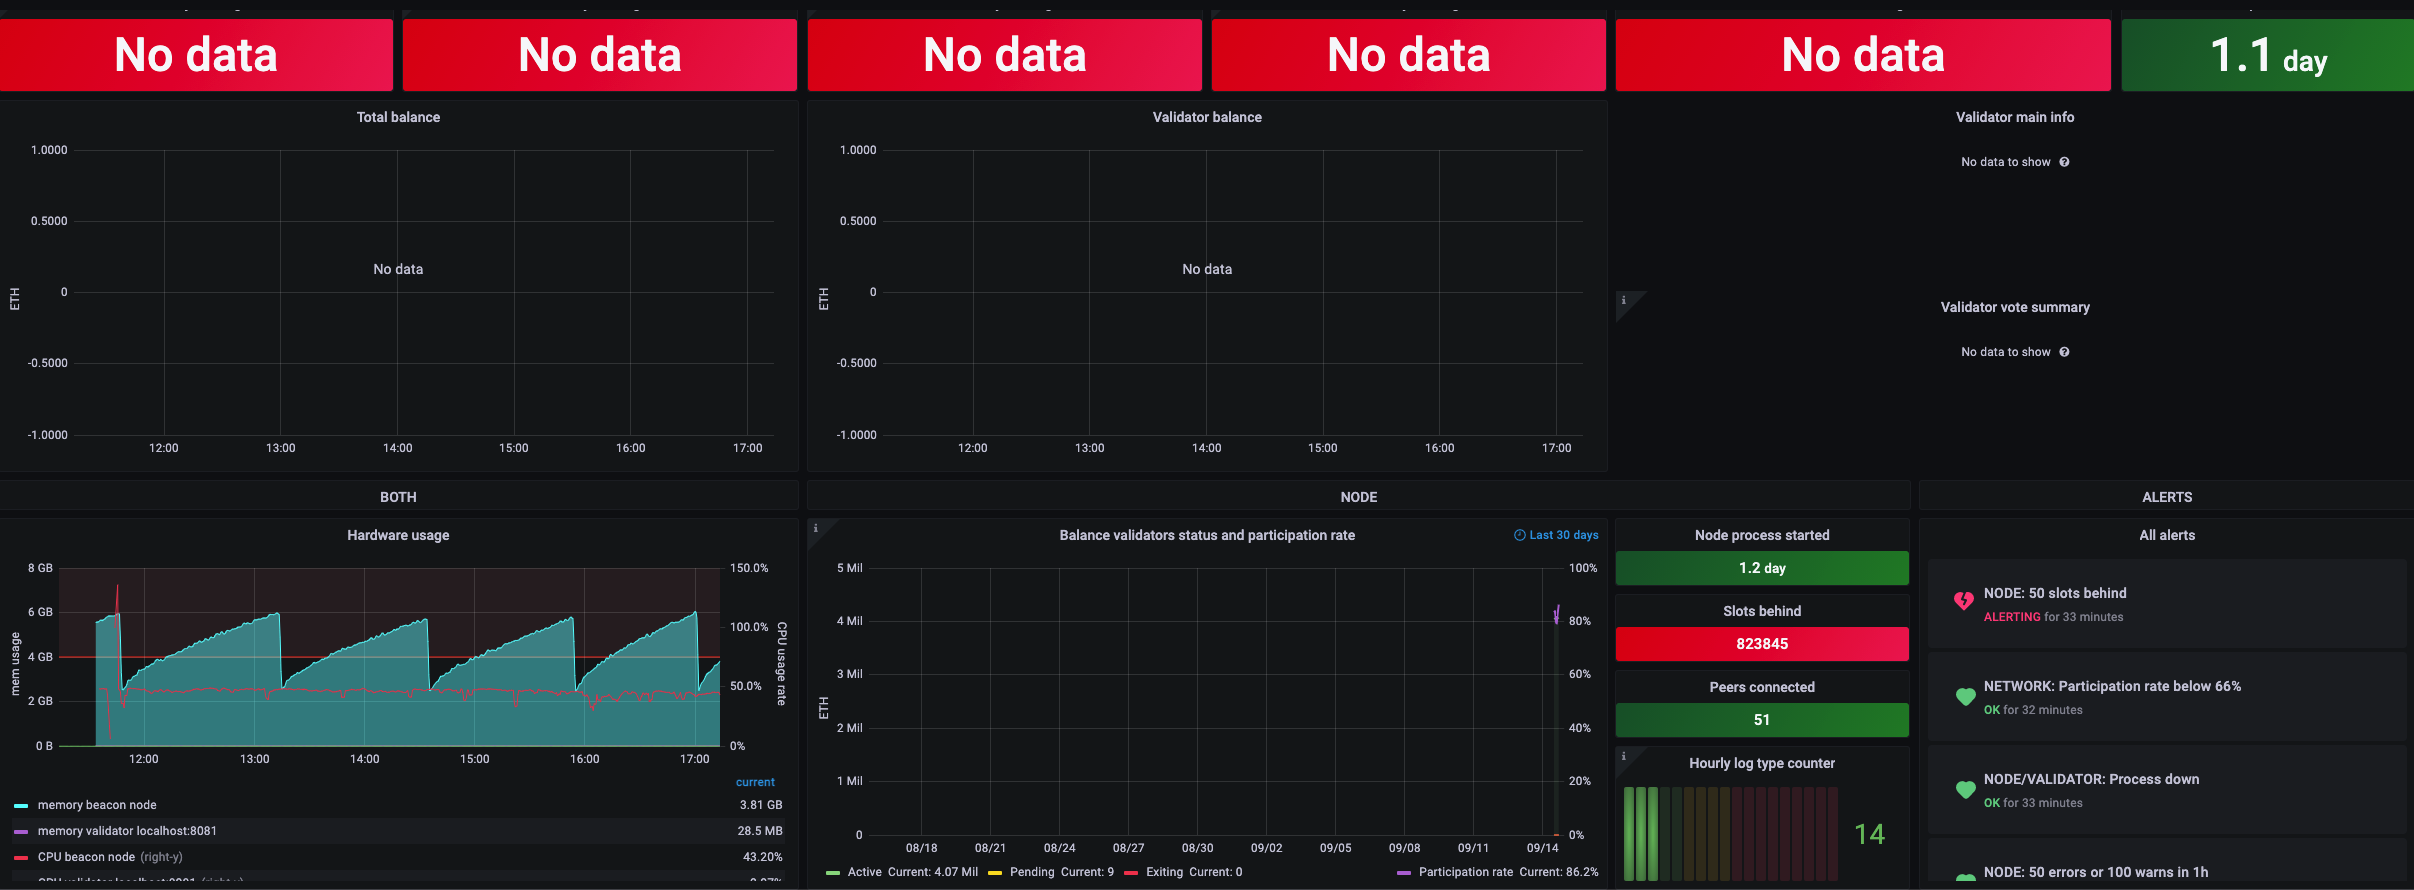 No data
No data
No data
No data
No data
1.1 day
Total balance
1.0000
0.5000
0
-0.5000
-1.0000
ETH
No data
12:00 13:00 14:00 15:00 16:00 17:00
Validator balance
1.0000
0.5000
0
-0.5000
-1.0000
ETH
No data
12:00 13:00 14:00 15:00 16:00 17:00
Validator main info
No data to show
Validator vote summary
No data to show
BOTH
NODE
ALERTS
Hardware usage
8 GB
6 GB
4 GB
2 GB
0 B
mem usage
150.0%
100.0%
50.0%
0%
CPU usage rate
12:00 13:00 14:00 15:00 16:00 17:00
current
memory beacon node 3.81 GB
memory validator localhost:8081 28.5 MB
CPU beacon node (right-y) 43.20%
Balance validators status and participation rate
Last 30 days
5 Mil
4 Mil
3 Mil
2 Mil
1 Mil
0
ETH
100%
80%
60%
40%
20%
0%
08/18 08/21 08/24 08/27 08/30 09/02 09/05 09/08 09/11 09/14
Active Current: 4.07 Mil Pending Current: 9 Exiting Current: 0 Participation rate Current: 86.2%
Node process started
1.2 day
Slots behind
823845
Peers connected
51
Hourly log type counter
14
All alerts
NODE: 50 slots behind
ALERTING for 33 minutes
NETWORK: Participation rate below 66%
OK for 32 minutes
NODE/VALIDATOR: Process down
OK for 33 minutes
NODE: 50 errors or 100 warns in 1h